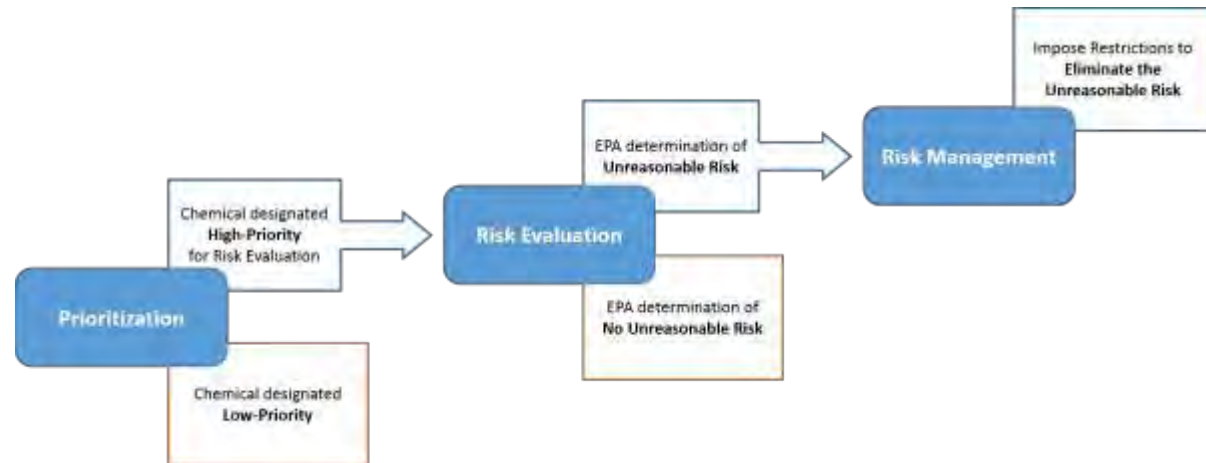 Prioritization
Chemical designated
High-Priority
for Risk Evaluation
Chemical designated
Low-Priority
Risk Evaluation
EPA determination of
Unreasonable Risk
EPA determination of
No Unreasonable Risk
Risk Management
Impose Restrictions to
Eliminate the
Unreasonable Risk